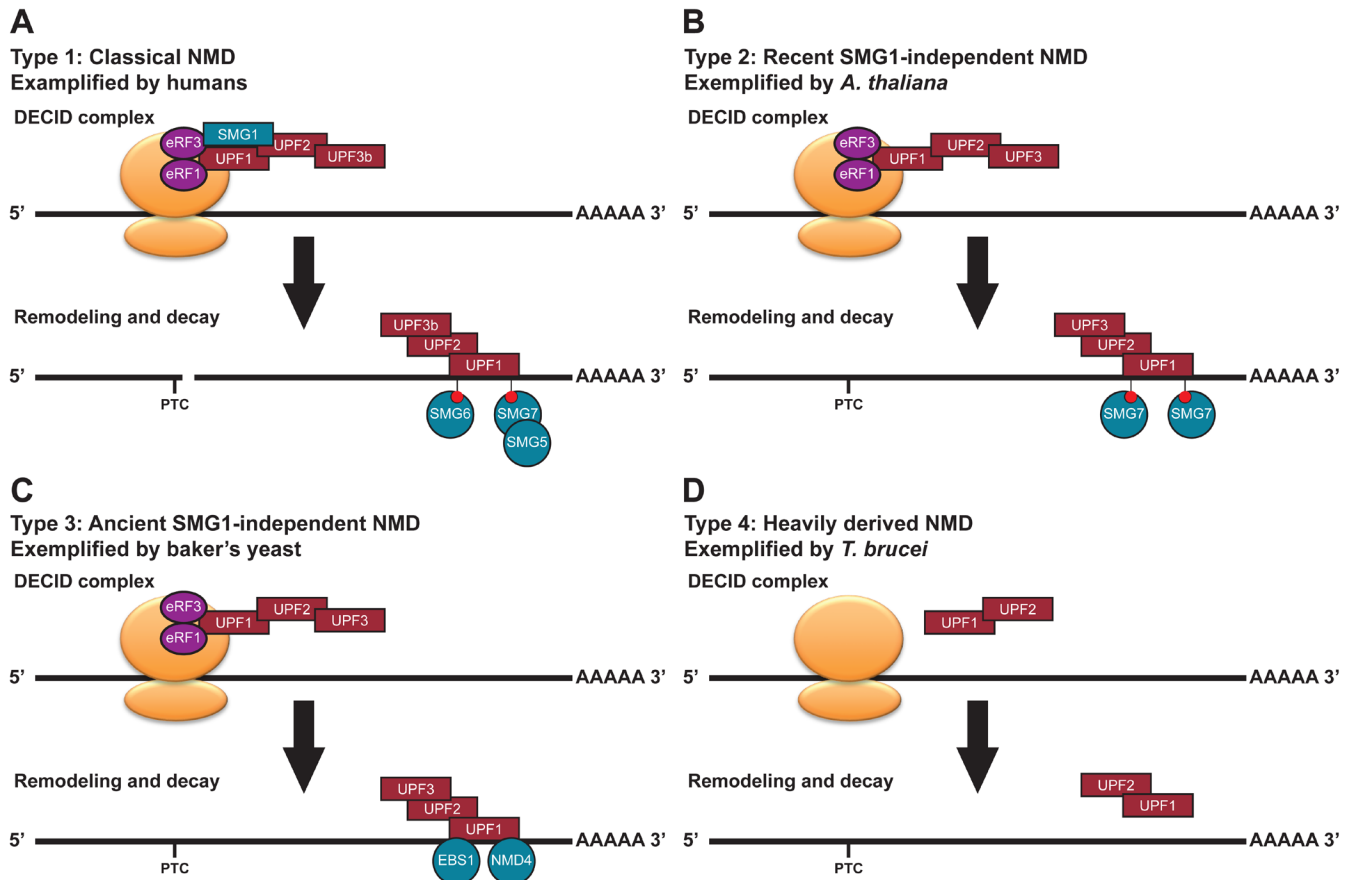 A
Type 1: Classical NMD
Examplified by humans
DECID complex
eRF3
SMG1
UPF2
UPF1
UPF3b
eRF1
5’
AAAAA 3’
Remodeling and decay
UPF3b
UPF2
UPF1
5’
AAAAA 3’
PTC
SMG6
SMG7
SMG5
B
Type 2: Recent SMG1-independent NMD
Exemplified by A. thaliana
DECID complex
eRF3
UPF2
UPF1
UPF3
eRF1
5’
AAAAA 3’
Remodeling and decay
UPF3
UPF2
UPF1
5’
AAAAA 3’
PTC
SMG7
SMG7
C
Type 3: Ancient SMG1-independent NMD
Exemplified by baker’s yeast
DECID complex
eRF3
UPF2
UPF1
UPF3
eRF1
5’
AAAAA 3’
Remodeling and decay
UPF3
UPF2
UPF1
5’
AAAAA 3’
PTC
EBS1
NMD4
D
Type 4: Heavily derived NMD
Exemplified by T. brucei
DECID complex
UPF2
UPF1
5’
AAAAA 3’
Remodeling and decay
UPF2
UPF1
5’
AAAAA 3’
PTC